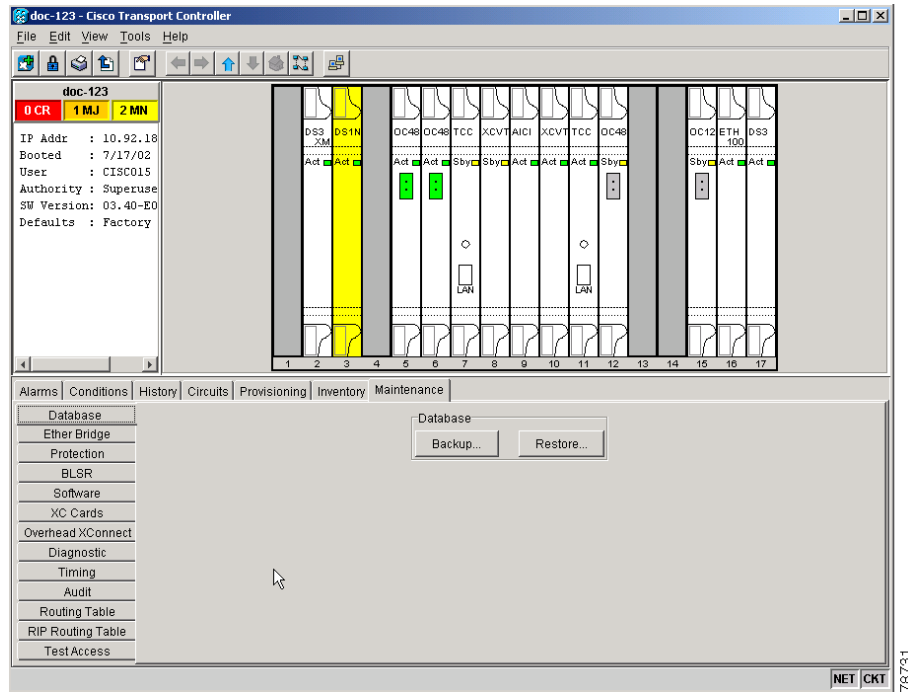 doc-123 - Cisco Transport Controller
File Edit View Tools Help
doc-123
0 CR 1 MJ 2 MN
IP Addr : 10.92.18
Booted : 7/17/02
User : CISCO15
Authority : Superuse
SW Version: 03.40-E0
Defaults : Factory
DS3 XM DS1N OC48 OC48 TCC XCVT AICI XCVT TCC OC48 OC12 ETH 100 DS3
Act Act Act Act Sby Sby Act Act Act Sby Sby Act Act
LAN LAN
1 2 3 4 5 6 7 8 9 10 11 12 13 14 15 16 17
Alarms Conditions History Circuits Provisioning Inventory Maintenance
Database
Ether Bridge
Protection
BLSR
Software
XC Cards
Overhead XConnect
Diagnostic
Timing
Audit
Routing Table
RIP Routing Table
Test Access
Database
Backup... Restore...
NET CKT
78731